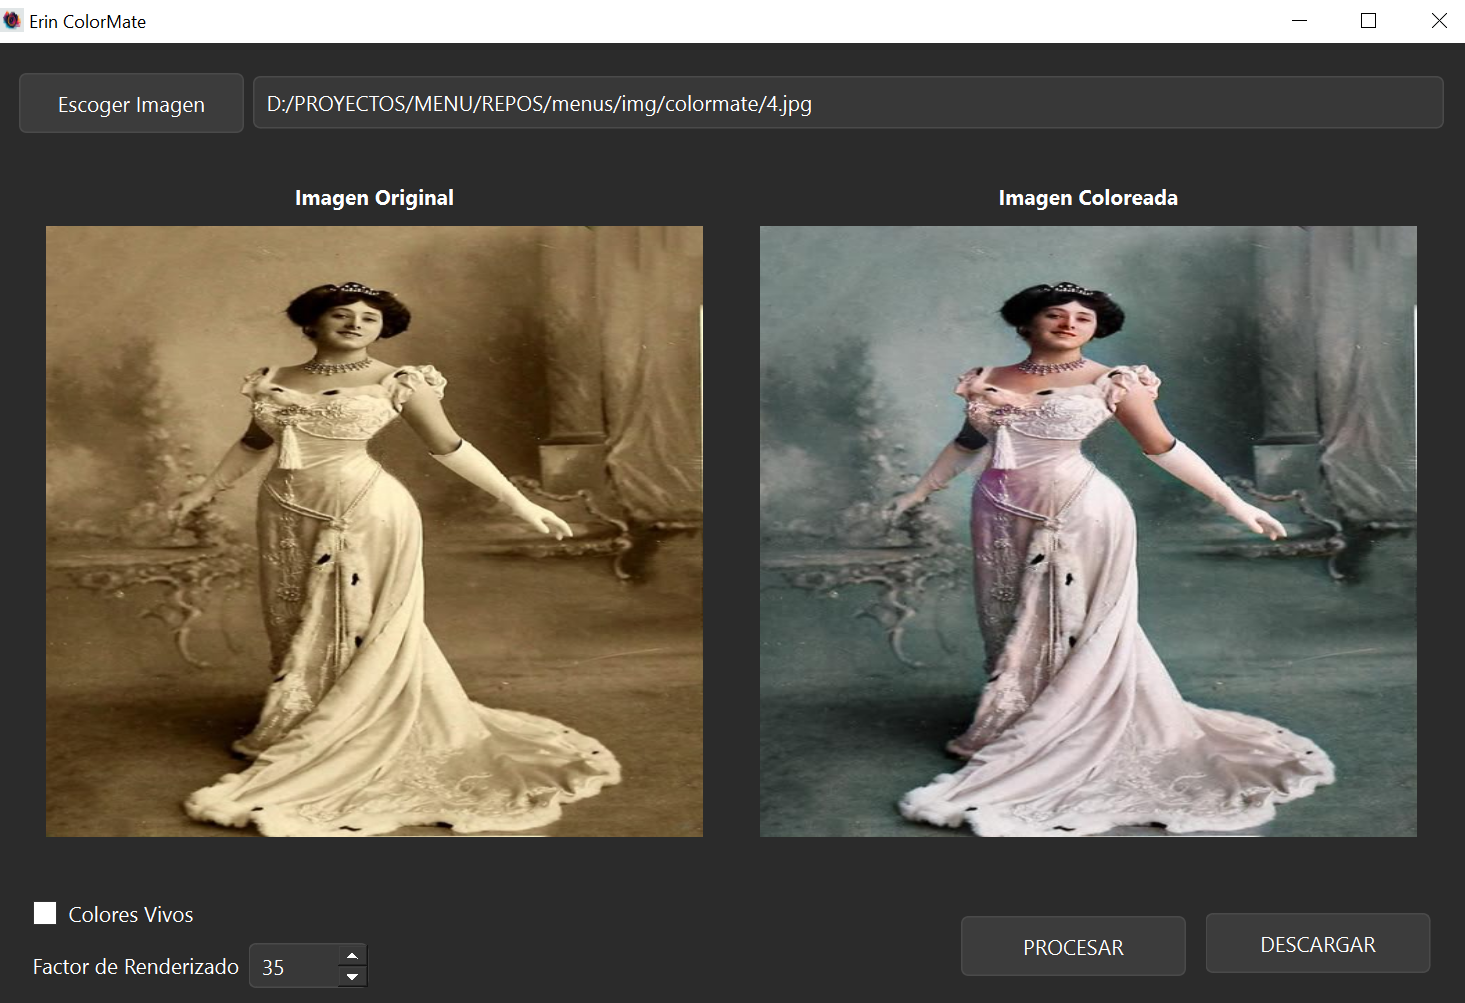 Erin ColorMate
Escoger Imagen
D:/PROYECTOS/MENU/REPOS/menus/img/colormate/4.jpg
Imagen Original
Imagen Coloreada
Colores Vivos
Factor de Renderizado
35
PROCESAR
DESCARGAR